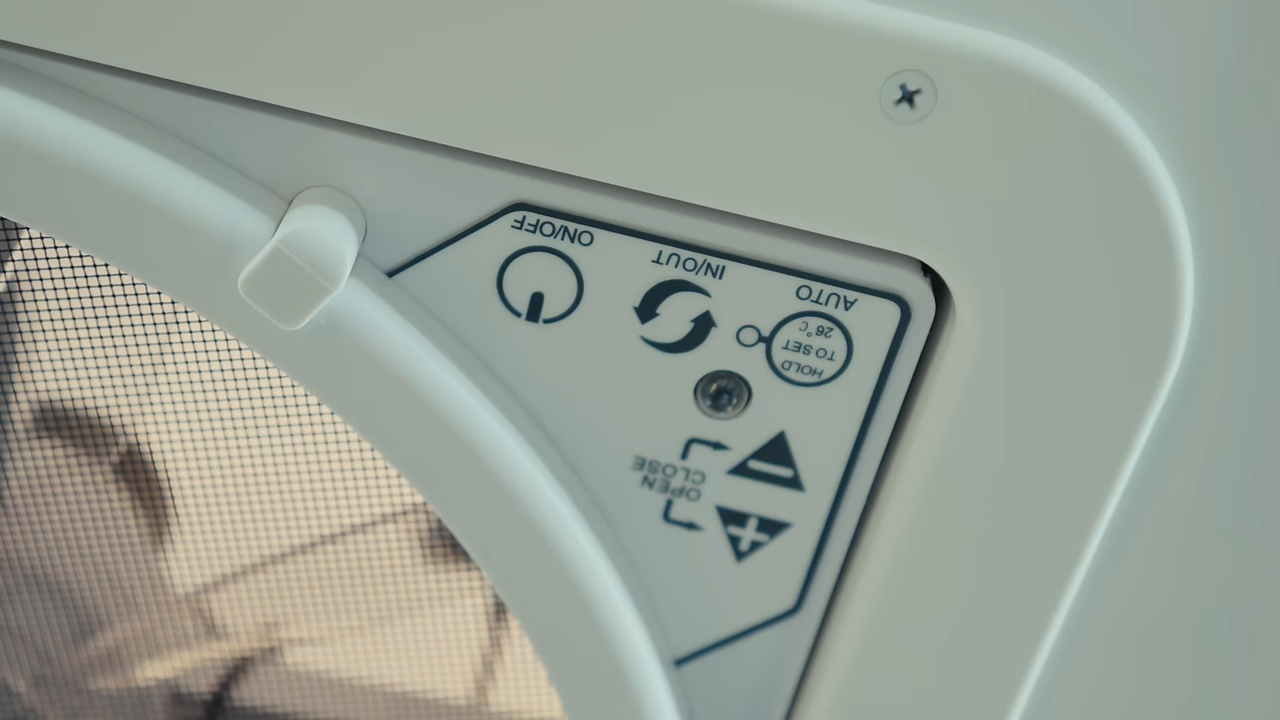 OPEN
CLOSE
HOLD
TO SET
26°C
AUTO
IN/OUT
ON/OFF